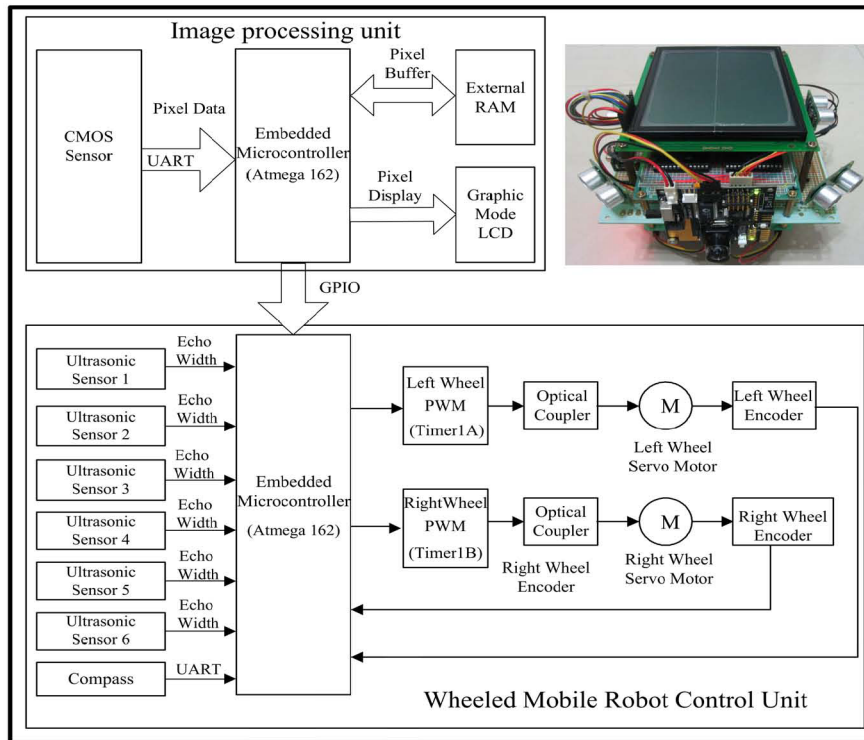 Image processing unit
CMOS
Sensor
Pixel Data
UART
Embedded
Microcontroller
(Atmega 162)
Pixel
Buffer
External
RAM
Pixel
Display
Graphic
Mode
LCD
GPIO
Ultrasonic
Sensor 1
Echo
Width
Ultrasonic
Sensor 2
Echo
Width
Ultrasonic
Sensor 3
Echo
Width
Ultrasonic
Sensor 4
Echo
Width
Ultrasonic
Sensor 5
Echo
Width
Ultrasonic
Sensor 6
Echo
Width
Compass
UART
Embedded
Microcontroller
(Atmega 162)
Left Wheel
PWM
(Timer1A)
Optical
Coupler
M
Left Wheel
Servo Motor
Left Wheel
Encoder
RightWheel
PWM
(Timer1B)
Optical
Coupler
Right Wheel
Encoder
M
Right Wheel
Servo Motor
Right Wheel
Encoder
Wheeled Mobile Robot Control Unit